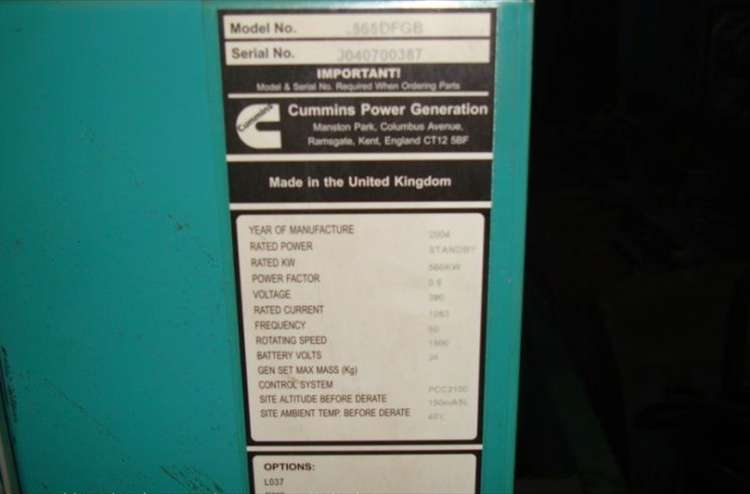 Model No. .565DFGB
Serial No. J040700387
IMPORTANT!
Model & Serial No. Required When Ordering Parts
Cummins
Cummins Power Generation
Manston Park, Columbus Avenue,
Ramsgate, Kent, England CT12 5BF
Made in the United Kingdom
YEAR OF MANUFACTURE 2004
RATED POWER STANDBY
RATED KW
POWER FACTOR 0.8
VOLTAGE 380
RATED CURRENT
FREQUENCY 50
ROTATING SPEED 1500
BATTERY VOLTS 24
GEN SET MAX MASS (Kg)
CONTROL SYSTEM PCC2100
SITE ALTITUDE BEFORE DERATE 150mASL
SITE AMBIENT TEMP. BEFORE DERATE
OPTIONS:
L037